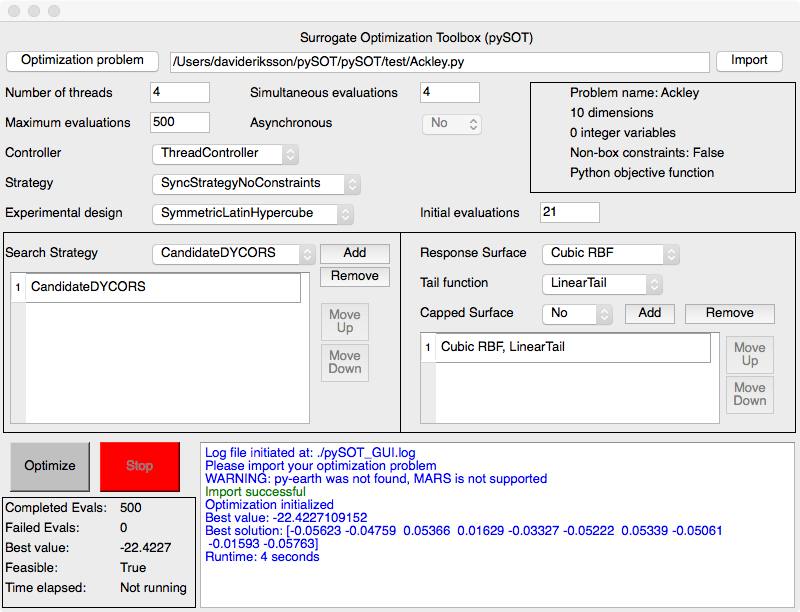 Surrogate Optimization Toolbox (pySOT)
Optimization problem /Users/davideriksson/pySOT/pySOT/test/Ackley.py Import
Number of threads 4 Simultaneous evaluations 4
Maximum evaluations 500 Asynchronous No
Controller ThreadController
Strategy SyncStrategyNoConstraints
Experimental design SymmetricLatinHypercube Initial evaluations 21
Problem name: Ackley
10 dimensions
0 integer variables
Non-box constraints: False
Python objective function
Search Strategy CandidateDYCORS Add
Remove
1 CandidateDYCORS
Move
Up
Move
Down
Response Surface Cubic RBF
Tail function LinearTail
Capped Surface No Add Remove
1 Cubic RBF, LinearTail
Move
Up
Move
Down
Optimize Stop
Completed Evals: 500
Failed Evals: 0
Best value: -22.4227
Feasible: True
Time elapsed: Not running
Log file initiated at: ./pySOT_GUI.log
Please import your optimization problem
WARNING: py-earth was not found, MARS is not supported
Import successful
Optimization initialized
Best value: -22.4227109152
Best solution: [-0.05623 -0.04759 0.05366 0.01629 -0.03327 -0.05222 0.05339 -0.05061
-0.01593 -0.05763]
Runtime: 4 seconds